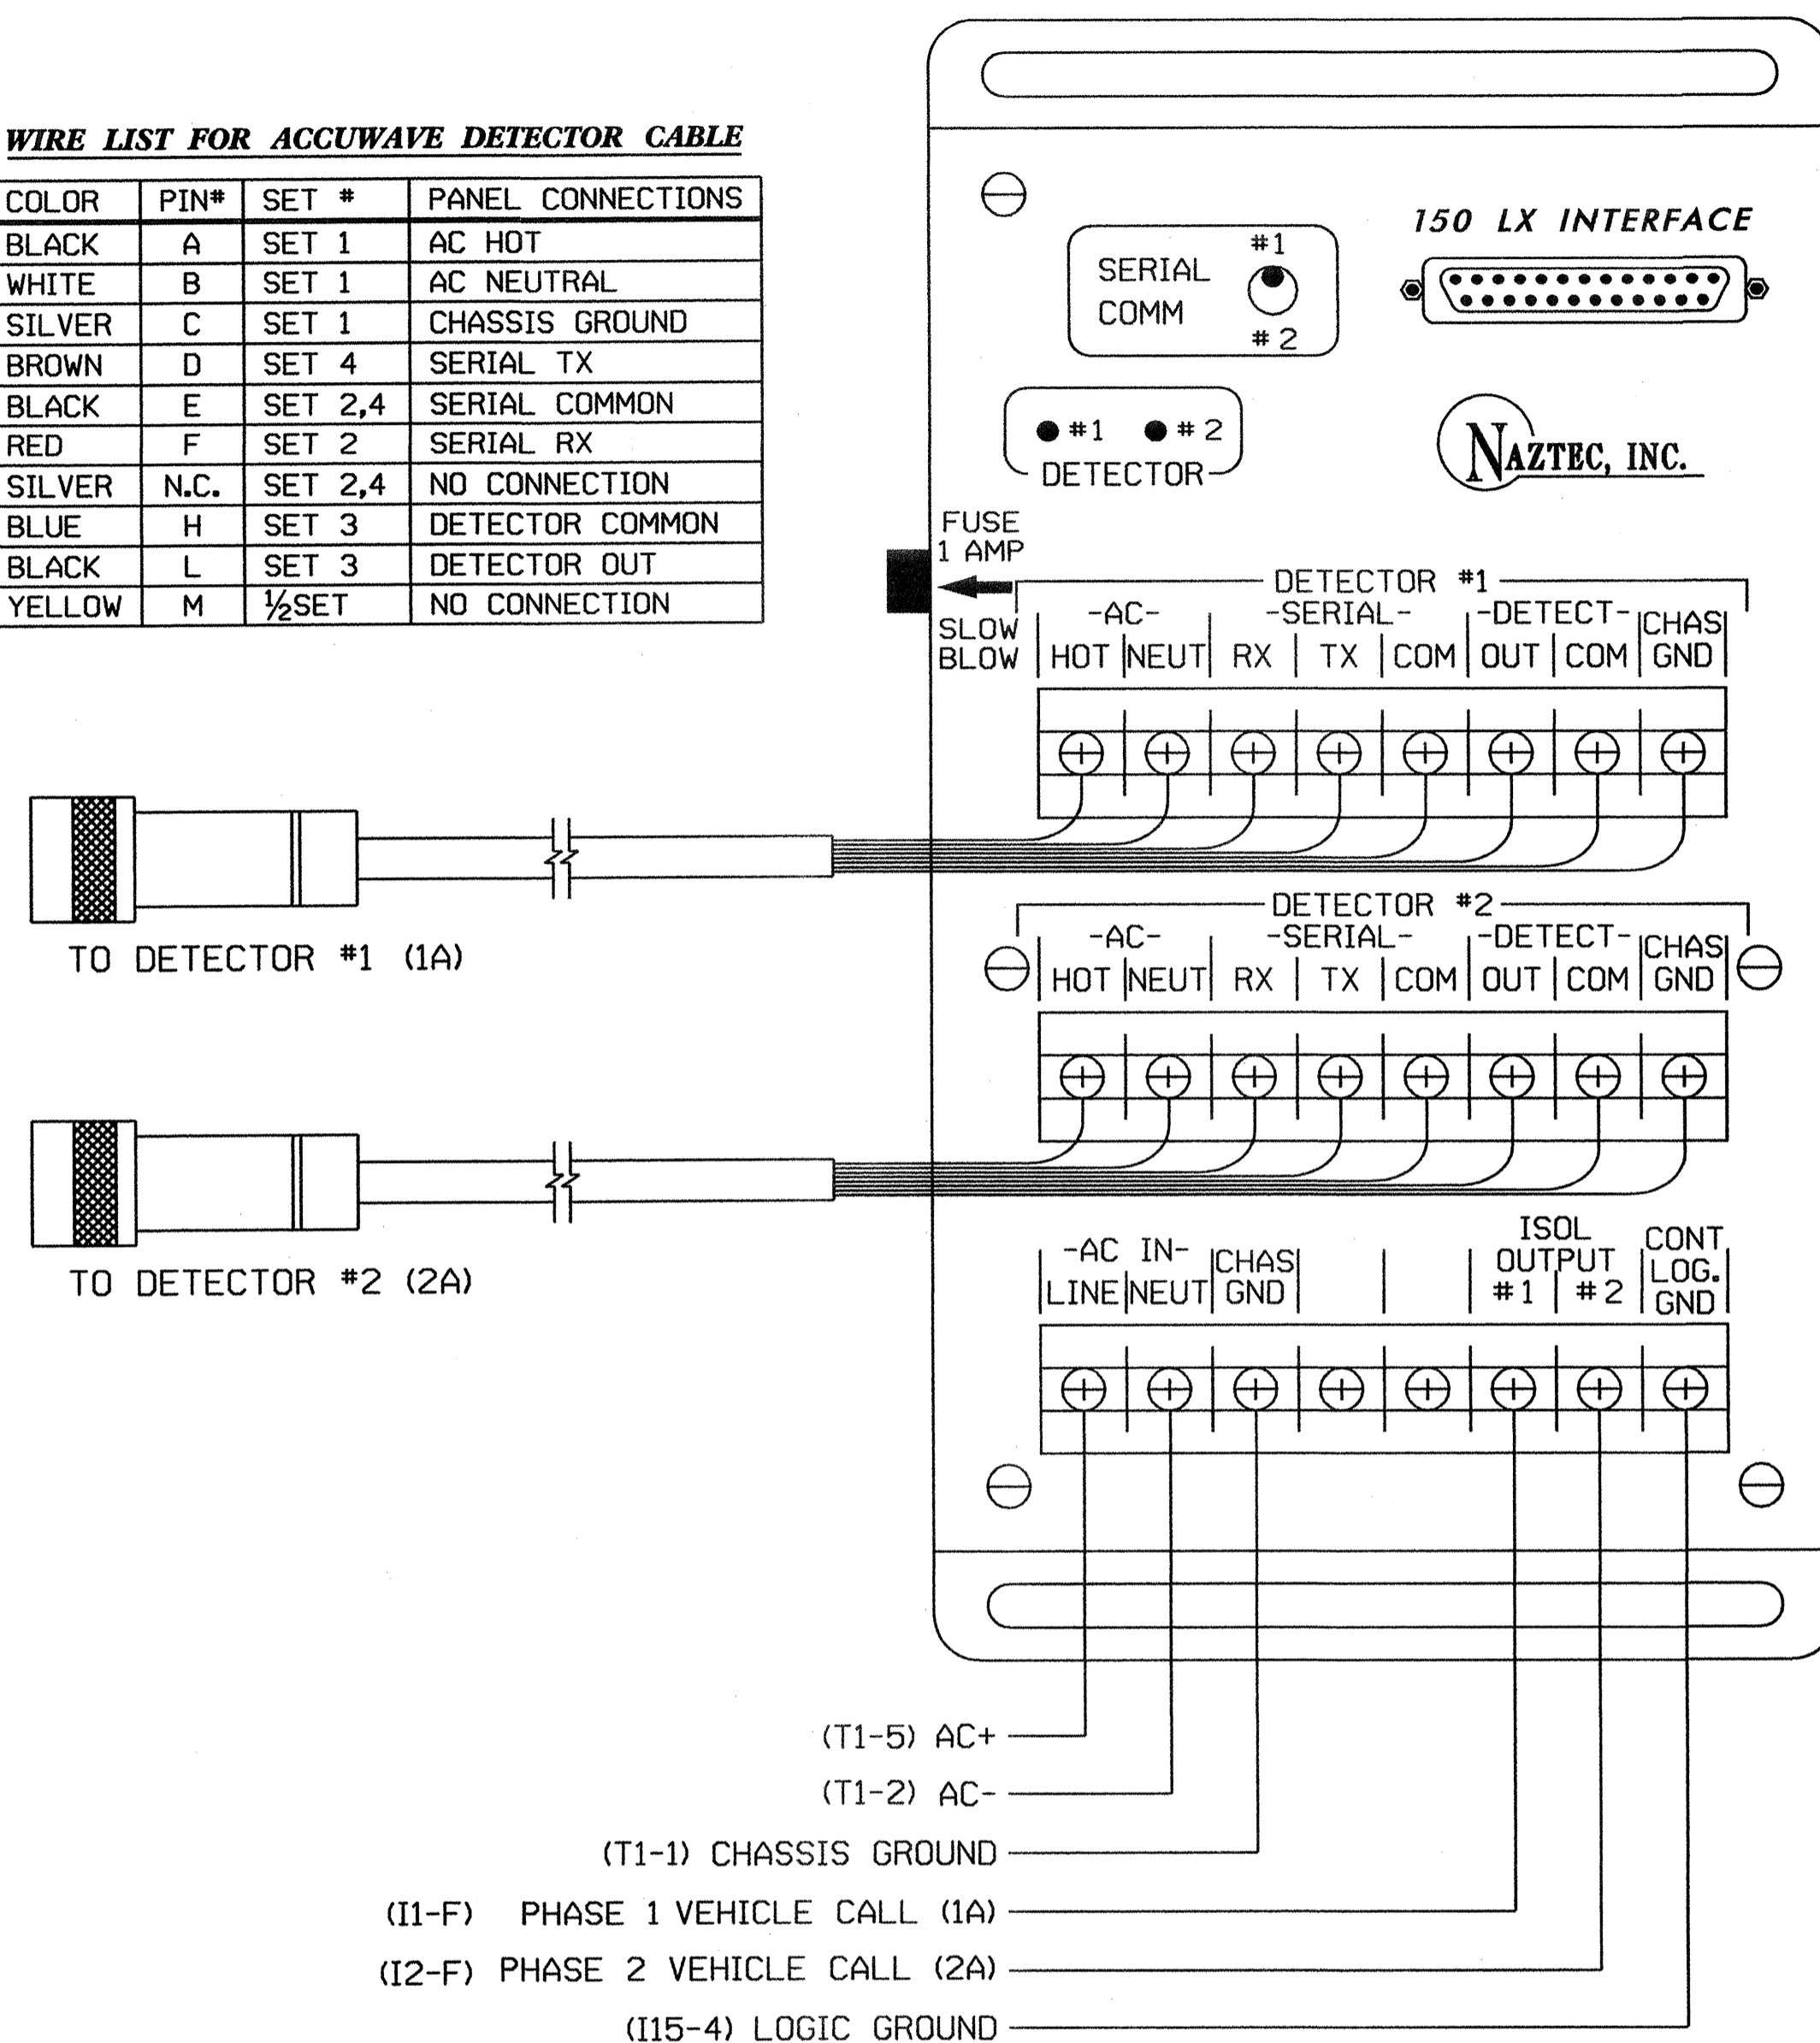 WIRE LIST FOR ACCUWAVE DETECTOR CABLE
COLOR PIN# SET # PANEL CONNECTIONS
BLACK A SET 1 AC HOT
WHITE B SET 1 AC NEUTRAL
SILVER C SET 1 CHASSIS GROUND
BROWN D SET 4 SERIAL TX
BLACK E SET 2,4 SERIAL COMMON
RED F SET 2 SERIAL RX
SILVER N.C. SET 2,4 NO CONNECTION
BLUE H SET 3 DETECTOR COMMON
BLACK L SET 3 DETECTOR OUT
YELLOW M ½SET NO CONNECTION
150 LX INTERFACE
SERIAL COMM
#1
#2
#1 #2
DETECTOR
NAZTEC, INC.
FUSE
1 AMP
SLOW
BLOW
DETECTOR #1
-AC- -SERIAL- -DETECT- CHAS
HOT NEUT RX TX COM OUT COM GND
TO DETECTOR #1 (1A)
DETECTOR #2
-AC- -SERIAL- -DETECT- CHAS
HOT NEUT RX TX COM OUT COM GND
TO DETECTOR #2 (2A)
-AC IN- CHAS ISOL OUTPUT CONT LOG.
LINE NEUT GND #1 #2 GND
(T1-5) AC+
(T1-2) AC-
(T1-1) CHASSIS GROUND
(I1-F) PHASE 1 VEHICLE CALL (1A)
(I2-F) PHASE 2 VEHICLE CALL (2A)
(I15-4) LOGIC GROUND